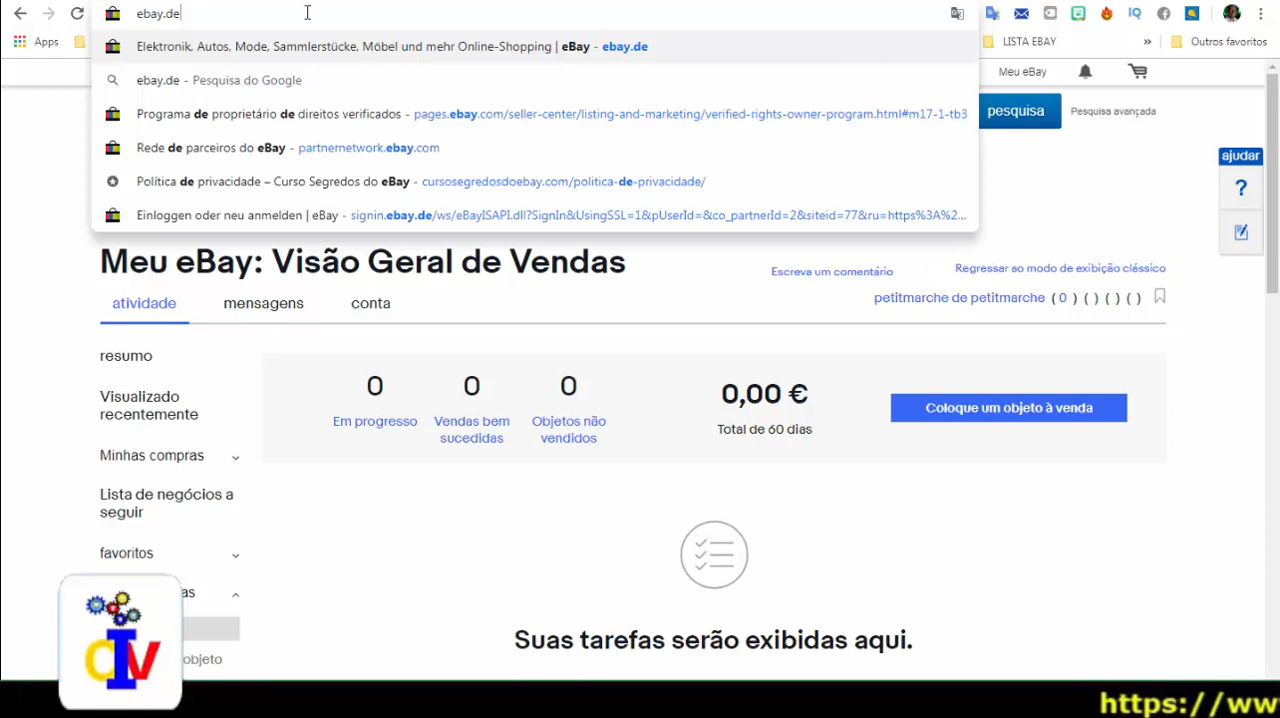 ebay.de
Elektronik, Autos, Mode, Sammlerstücke, Möbel und mehr Online-Shopping | eBay - ebay.de
ebay.de - Pesquisa do Google
Programa de proprietário de direitos verificados - pages.ebay.com/seller-center/listing-and-marketing/verified-rights-owner-program.html#m17-1-tb3
Rede de parceiros do eBay - partnernetwork.ebay.com
Política de privacidade – Curso Segredos do eBay - cursosegredosdoebay.com/politica-de-privacidade/
Einloggen oder neu anmelden | eBay - signin.ebay.de/ws/eBayISAPI.dll?SignIn&UsingSSL=1&pUserId=&co_partnerId=2&siteid=77&ru=https%3A%2...
Apps
LISTA EBAY
»
Outros favoritos
Meu eBay
pesquisa
Pesquisa avançada
ajudar
?
Meu eBay: Visão Geral de Vendas
Escreva um comentário
Regressar ao modo de exibição clássico
atividade
mensagens
conta
petitmarche de petitmarche ( 0 ) ( ) ( ) ( )
resumo
Visualizado
recentemente
Minhas compras
Lista de negócios a
seguir
favoritos
as
objeto
0
Em progresso
0
Vendas bem
sucedidas
0
Objetos não
vendidos
0,00 €
Total de 60 dias
Coloque um objeto à venda
Suas tarefas serão exibidas aqui.
https://ww